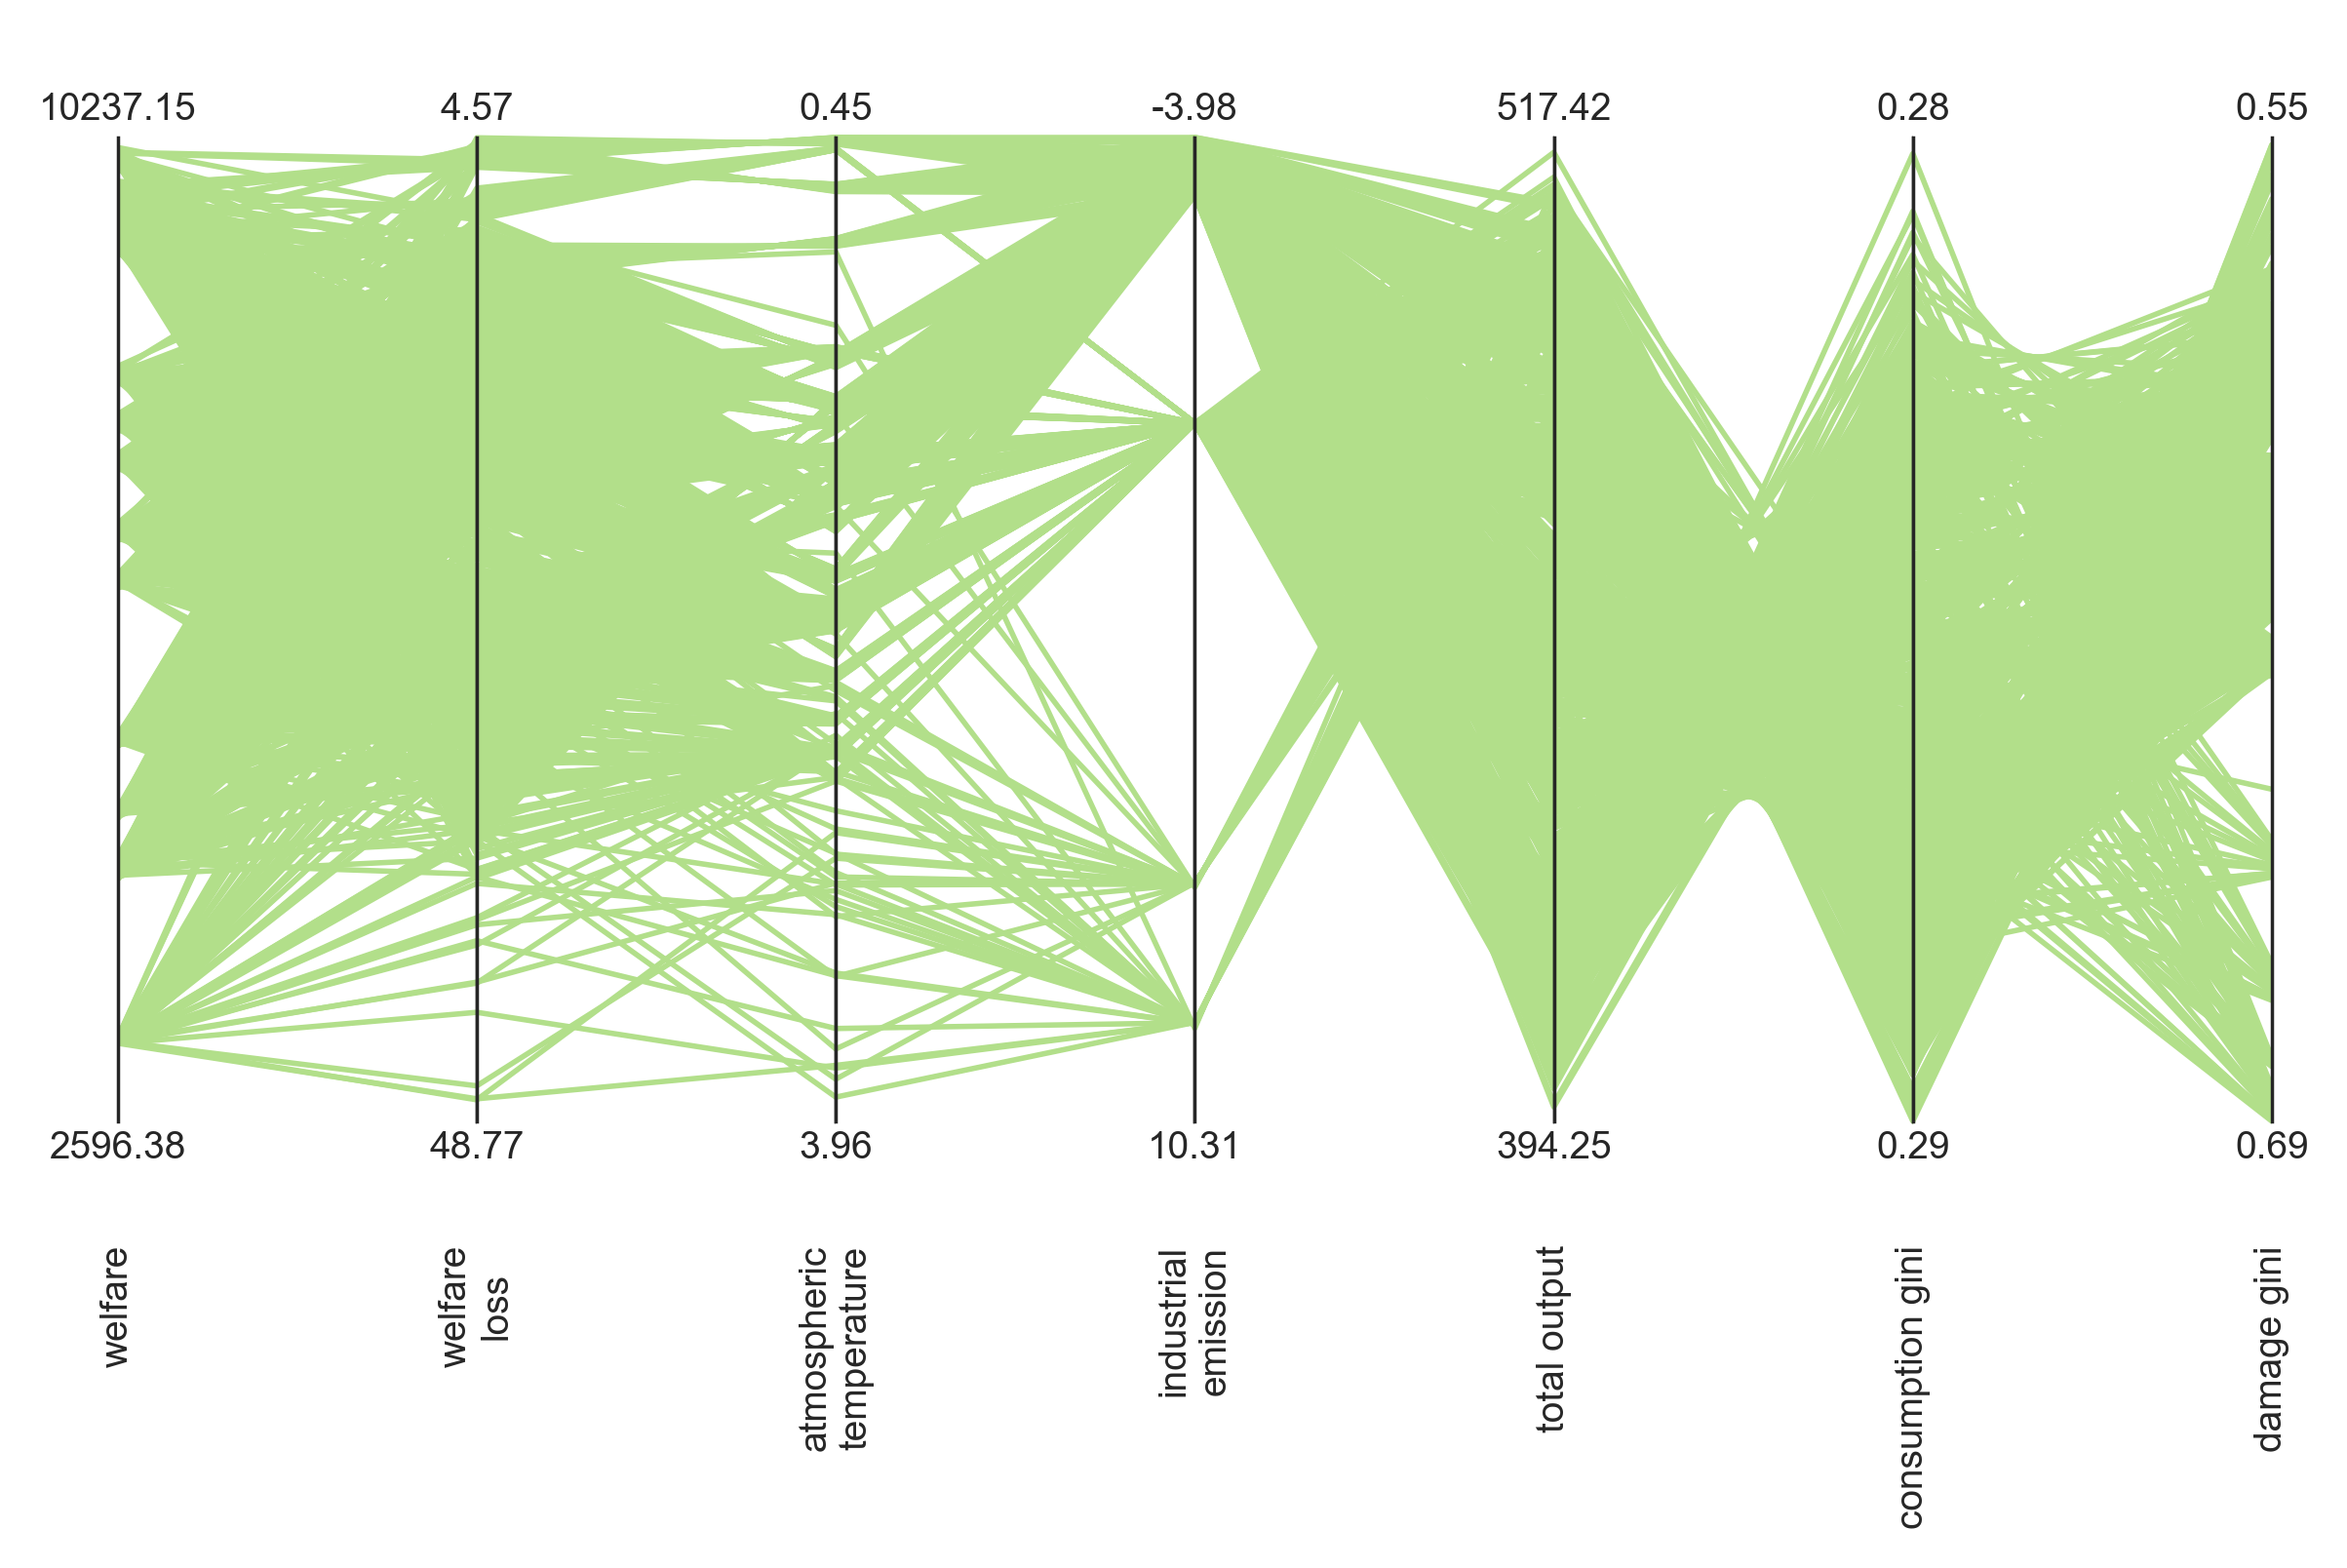 10237.15
4.57
0.45
-3.98
517.42
0.28
0.55
2596.38
48.77
3.96
10.31
394.25
0.29
0.69
welfare
welfare
loss
atmospheric
temperature
industrial
emission
total output
consumption gini
damage gini